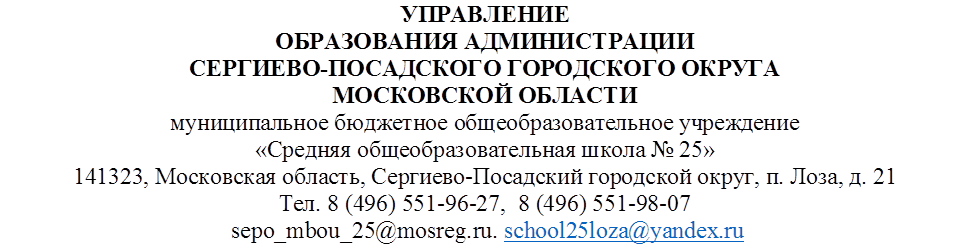 УПРАВЛЕНИЕ
ОБРАЗОВАНИЯ АДМИНИСТРАЦИИ
СЕРГИЕВО-ПОСАДСКОГО ГОРОДСКОГО ОКРУГА
МОСКОВСКОЙ ОБЛАСТИ
муниципальное бюджетное общеобразовательное учреждение
«Средняя общеобразовательная школа № 25»
141323, Московская область, Сергиево-Посадский городской округ, п. Лоза, д. 21
Тел. 8 (496) 551-96-27, 8 (496) 551-98-07
sepo_mbou_25@mosreg.ru. school25loza@yandex.ru